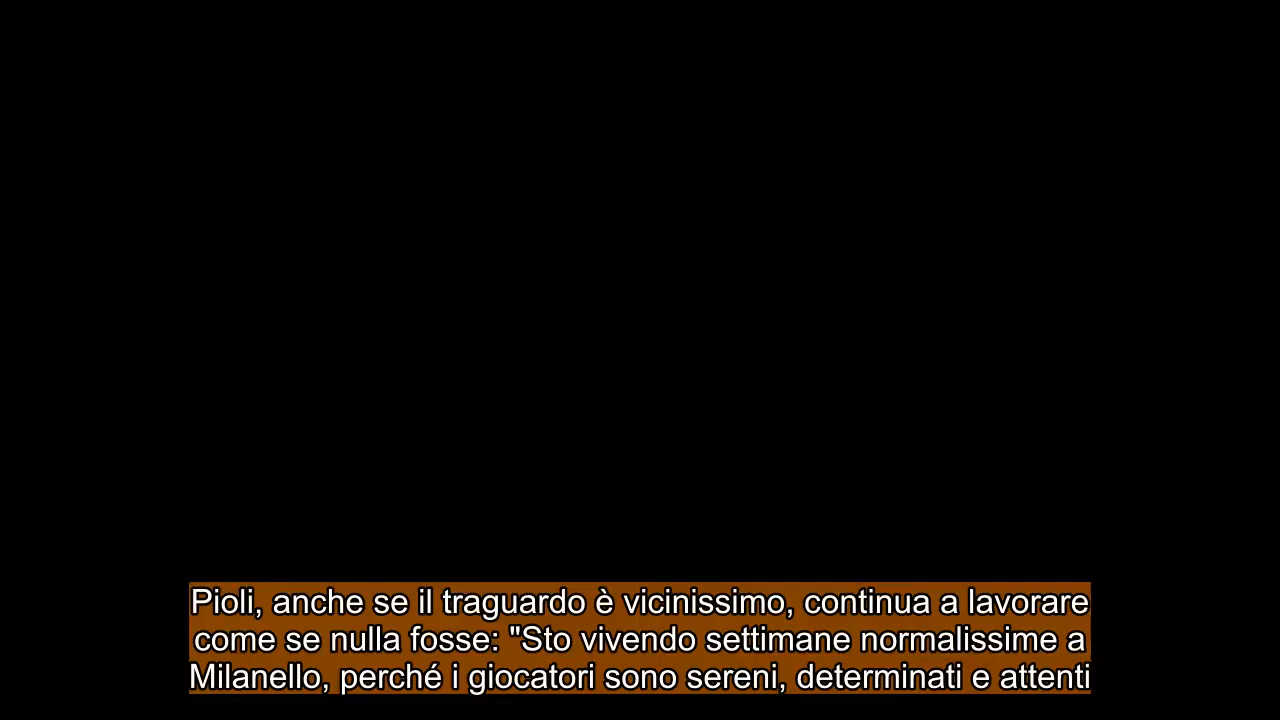 Pioli, anche se il traguardo è vicinissimo, continua a lavorare
come se nulla fosse: "Sto vivendo settimane normalissime a
Milanello, perché i giocatori sono sereni, determinati e attenti